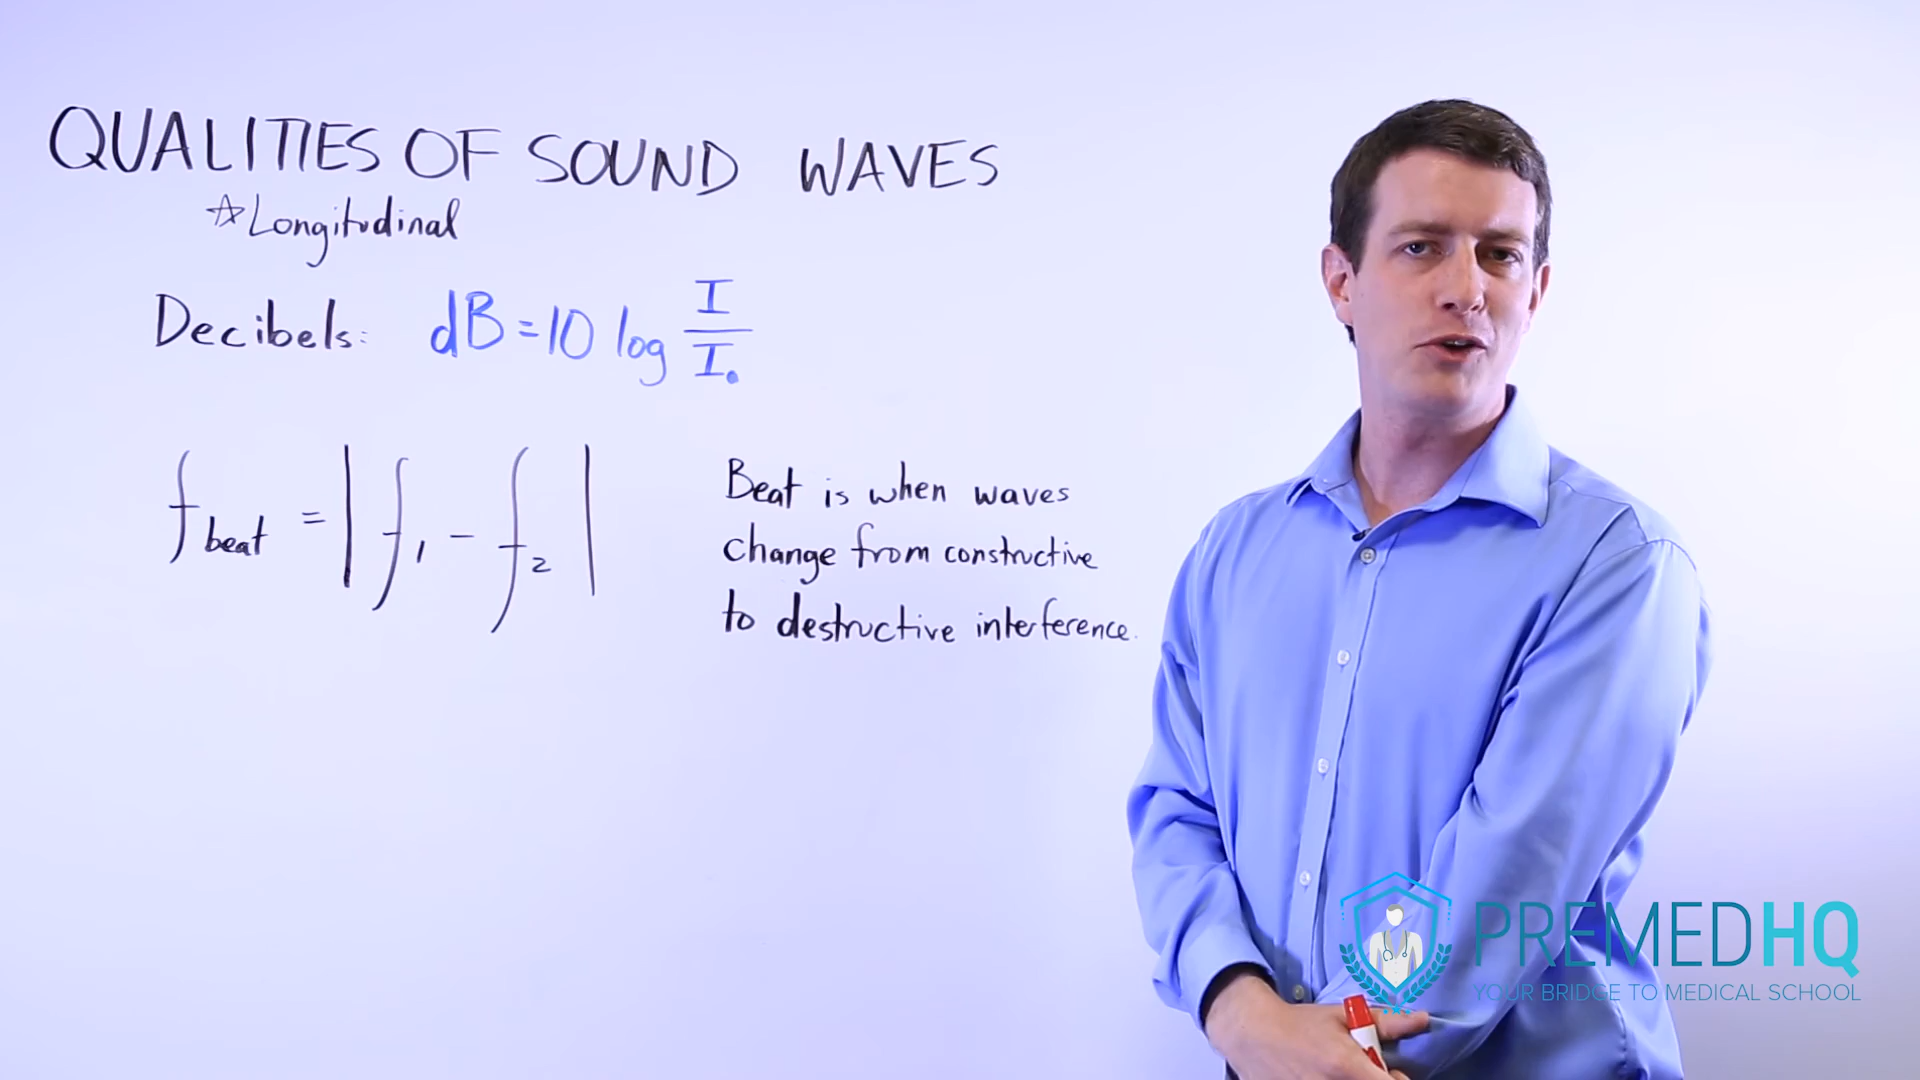 QUALITIES OF SOUND WAVES
☆Longitudinal
Decibels: dB = 10 log I/I₀
f beat = | f₁ - f₂ |
Beat is when waves
change from constructive
to destructive interference.
PREMEDHQ
YOUR BRIDGE TO MEDICAL SCHOOL